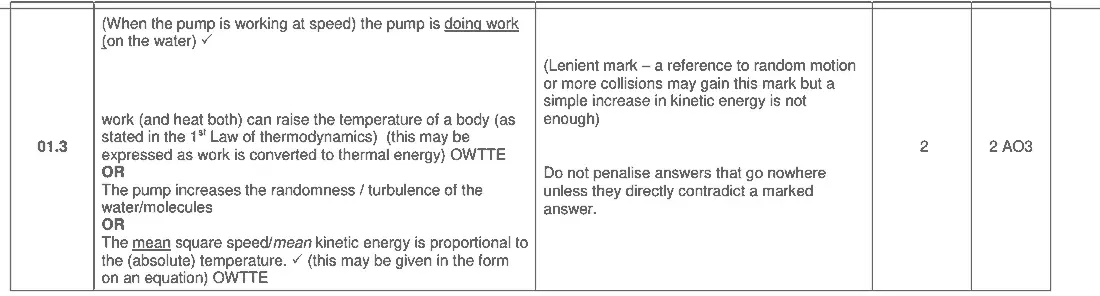 (When the pump is working at speed) the pump is doing work
(on the water) ✓
(Lenient mark – a reference to random motion
or more collisions may gain this mark but a
simple increase in kinetic energy is not
enough)
01.3
work (and heat both) can raise the temperature of a body (as
stated in the 1st Law of thermodynamics) (this may be
expressed as work is converted to thermal energy) OWTTE
OR
The pump increases the randomness / turbulence of the
water/molecules
OR
The mean square speed/mean kinetic energy is proportional to
the (absolute) temperature. ✓ (this may be given in the form
on an equation) OWTTE
Do not penalise answers that go nowhere
unless they directly contradict a marked
answer.
2
2 AO3